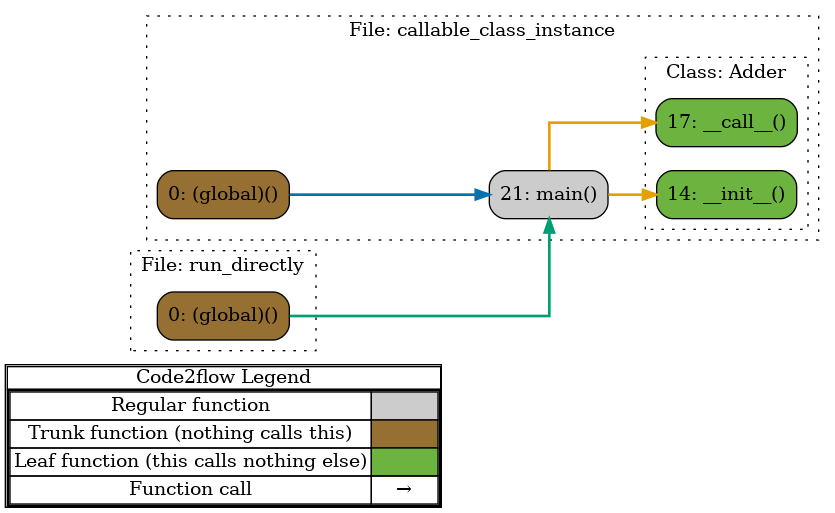 File: callable_class_instance
Class: Adder
17: __call__()
0: (global)()
21: main()
14: __init__()
File: run_directly
0: (global)()
Code2flow Legend
Regular function
Trunk function (nothing calls this)
Leaf function (this calls nothing else)
Function call →